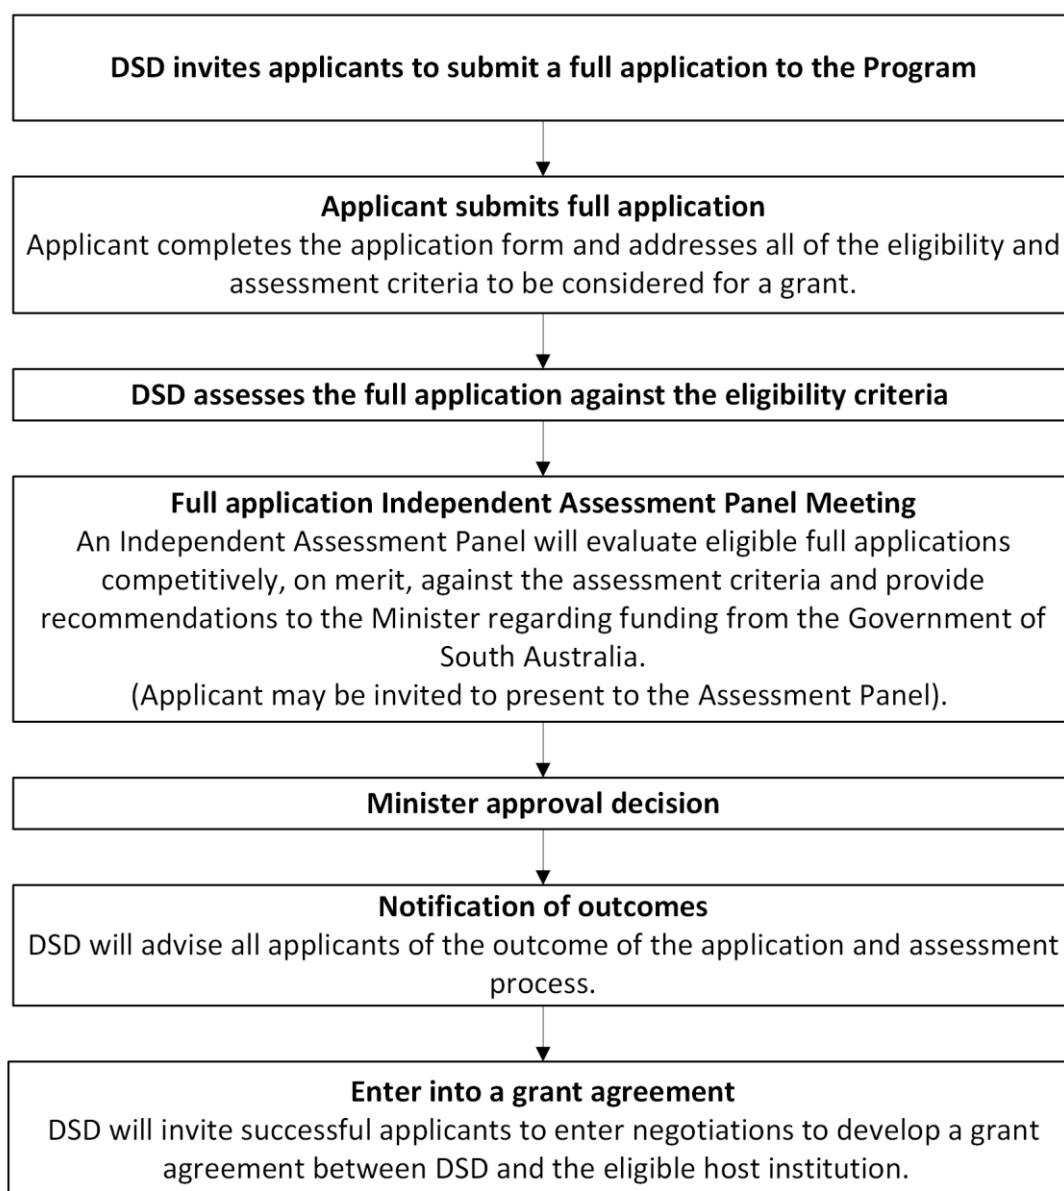 DSD invites applicants to submit a full application to the Program
Applicant submits full application
Applicant completes the application form and addresses all of the eligibility and
assessment criteria to be considered for a grant.
DSD assesses the full application against the eligibility criteria
Full application Independent Assessment Panel Meeting
An Independent Assessment Panel will evaluate eligible full applications
competitively, on merit, against the assessment criteria and provide
recommendations to the Minister regarding funding from the Government of
South Australia.
(Applicant may be invited to present to the Assessment Panel).
Minister approval decision
Notification of outcomes
DSD will advise all applicants of the outcome of the application and assessment
process.
Enter into a grant agreement
DSD will invite successful applicants to enter negotiations to develop a grant
agreement between DSD and the eligible host institution.